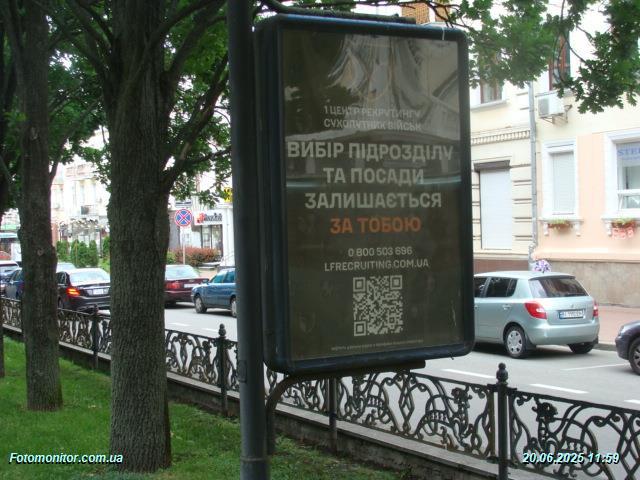 1 ЦЕНТР РЕКРУТИНГУ
СУХОПУТНИХ ВІЙСЬК
ВИБІР ПІДРОЗДІЛУ
ТА ПОСАДИ
ЗАЛИШАЄТЬСЯ
ЗА ТОБОЮ
0 800 503 696
LFRECRUITING.COM.UA
Fotomonitor.com.ua
20.06.2025 11:59